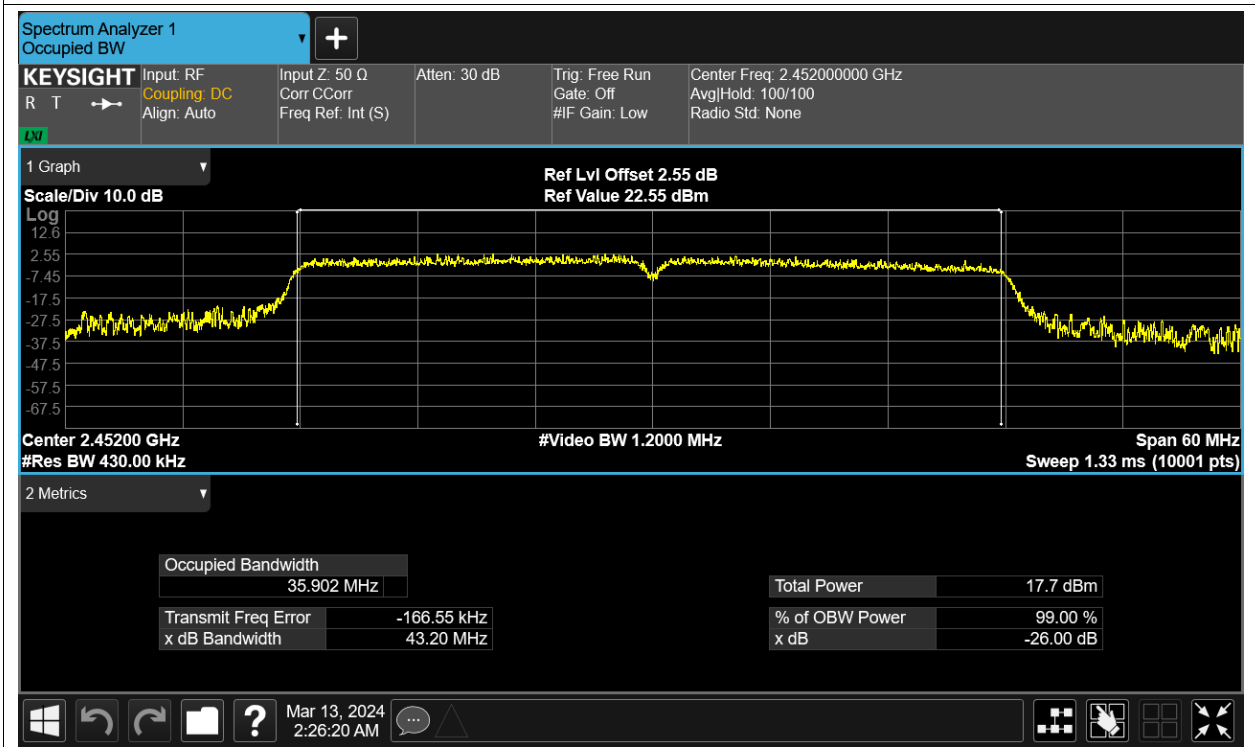 Spectrum Analyzer 1
Occupied BW
KEYSIGHT
R T
LXI
Input: RF
Coupling: DC
Align: Auto
Input Z: 50 Ω
Corr CCorr
Freq Ref: Int (S)
Atten: 30 dB
Trig: Free Run
Gate: Off
#IF Gain: Low
Center Freq: 2.452000000 GHz
Avg|Hold: 100/100
Radio Std: None
1 Graph
Scale/Div 10.0 dB
Ref Lvl Offset 2.55 dB
Ref Value 22.55 dBm
Log
12.6
2.55
-7.45
-17.5
-27.5
-37.5
-47.5
-57.5
-67.5
Center 2.45200 GHz
#Res BW 430.00 kHz
#Video BW 1.2000 MHz
Span 60 MHz
Sweep 1.33 ms (10001 pts)
2 Metrics
Occupied Bandwidth
35.902 MHz
Transmit Freq Error -166.55 kHz
x dB Bandwidth 43.20 MHz
Total Power 17.7 dBm
% of OBW Power 99.00 %
x dB -26.00 dB
Mar 13, 2024
2:26:20 AM